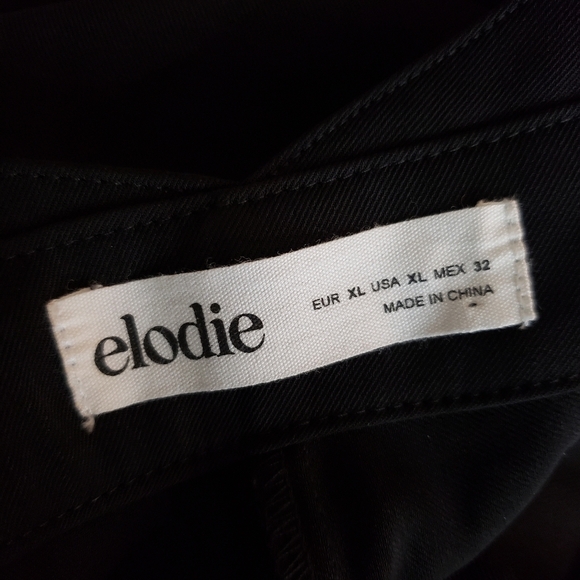 elodie
EUR XL USA XL MEX 32
MADE IN CHINA